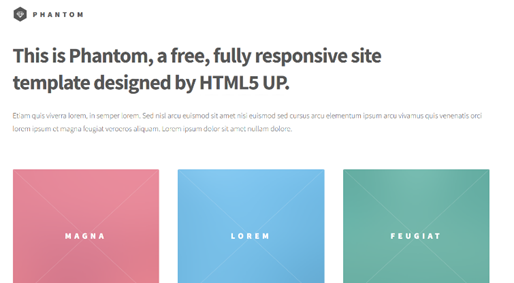 PHANTOM
This is Phantom, a free, fully responsive site
template designed by HTML5 UP.
Etiam quis viverra lorem, in semper lorem. Sed nisl arcu euismod sit amet nisi euismod sed cursus arcu elementum ipsum arcu vivamus quis venenatis orci
lorem ipsum et magna feugiat veroeros aliquam. Lorem ipsum dolor sit amet nullam dolore.
MAGNA
LOREM
FEUGIAT